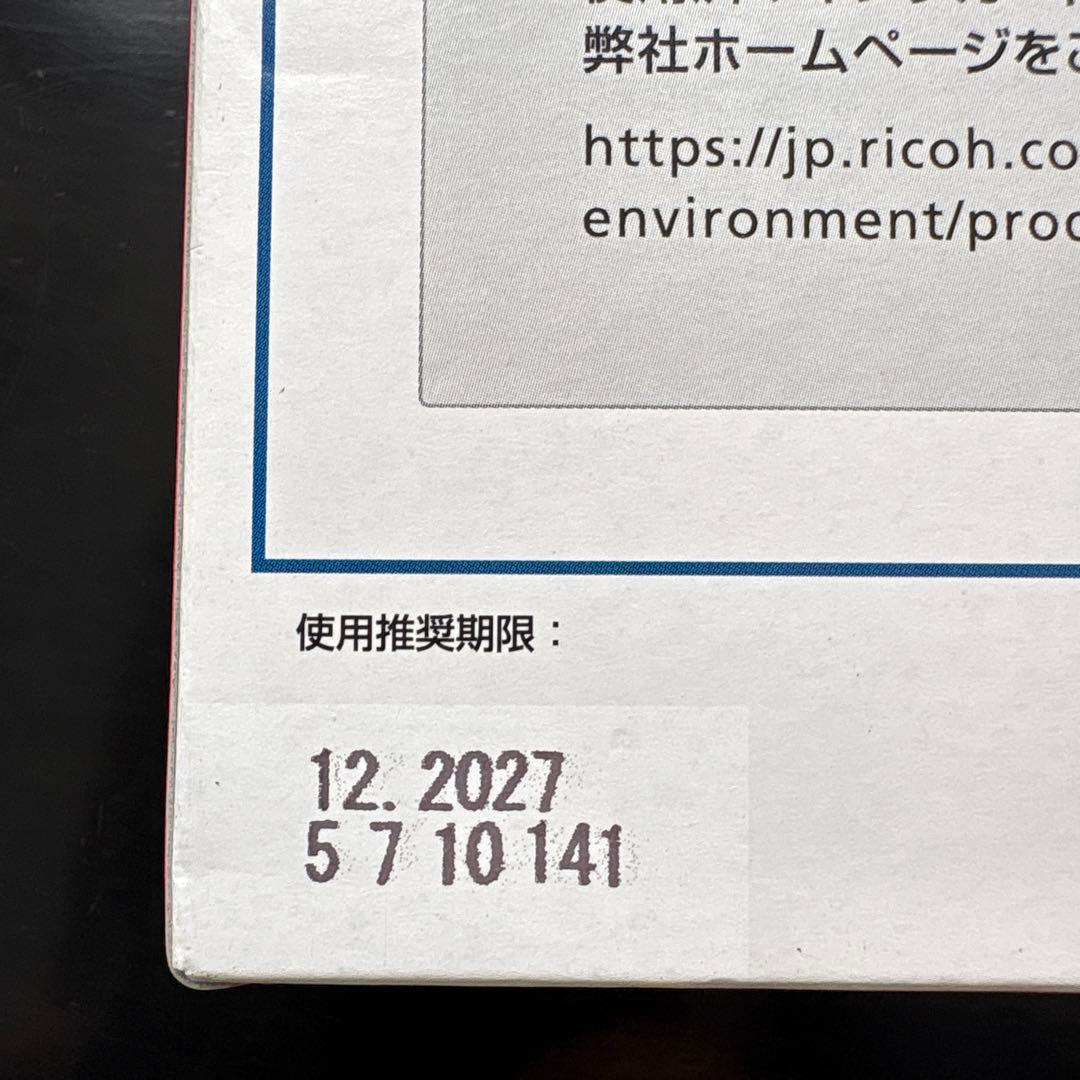 弊社ホームページを
https://jp.ricoh.co
environment/prod
使用推奨期限：
12. 2027
5 7 10 141